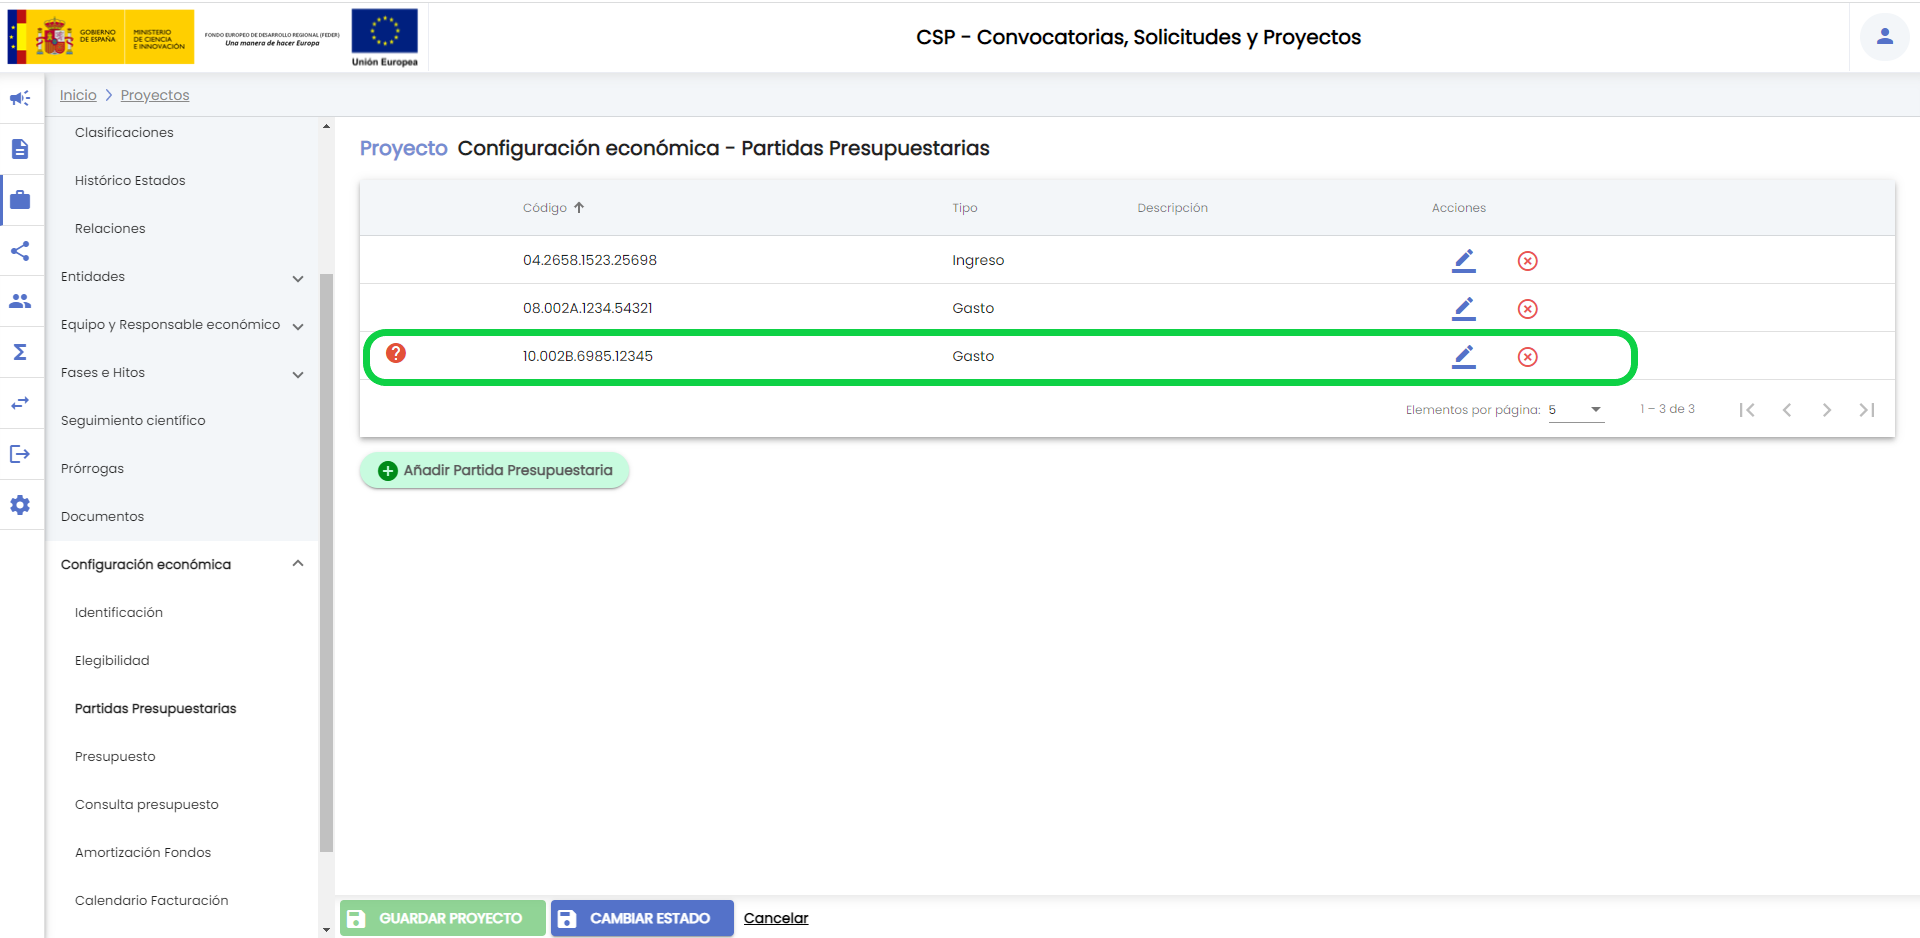 GOBIERNO
DE ESPAÑA
MINISTERIO
DE CIENCIA
E INNOVACIÓN
FONDO EUROPEO DE DESARROLLO REGIONAL (FEDER)
Una manera de hacer Europa
Unión Europea
CSP - Convocatorias, Solicitudes y Proyectos
Inicio > Proyectos
Clasificaciones
Histórico Estados
Relaciones
Entidades
Equipo y Responsable económico
Fases e Hitos
Seguimiento científico
Prórrogas
Documentos
Configuración económica
Identificación
Elegibilidad
Partidas Presupuestarias
Presupuesto
Consulta presupuesto
Amortización Fondos
Calendario Facturación
Proyecto Configuración económica - Partidas Presupuestarias
Código Tipo Descripción Acciones
04.2658.1523.25698 Ingreso
08.002A.1234.54321 Gasto
? 10.002B.6985.12345 Gasto
Elementos por página: 5 1 – 3 de 3
Añadir Partida Presupuestaria
GUARDAR PROYECTO CAMBIAR ESTADO Cancelar